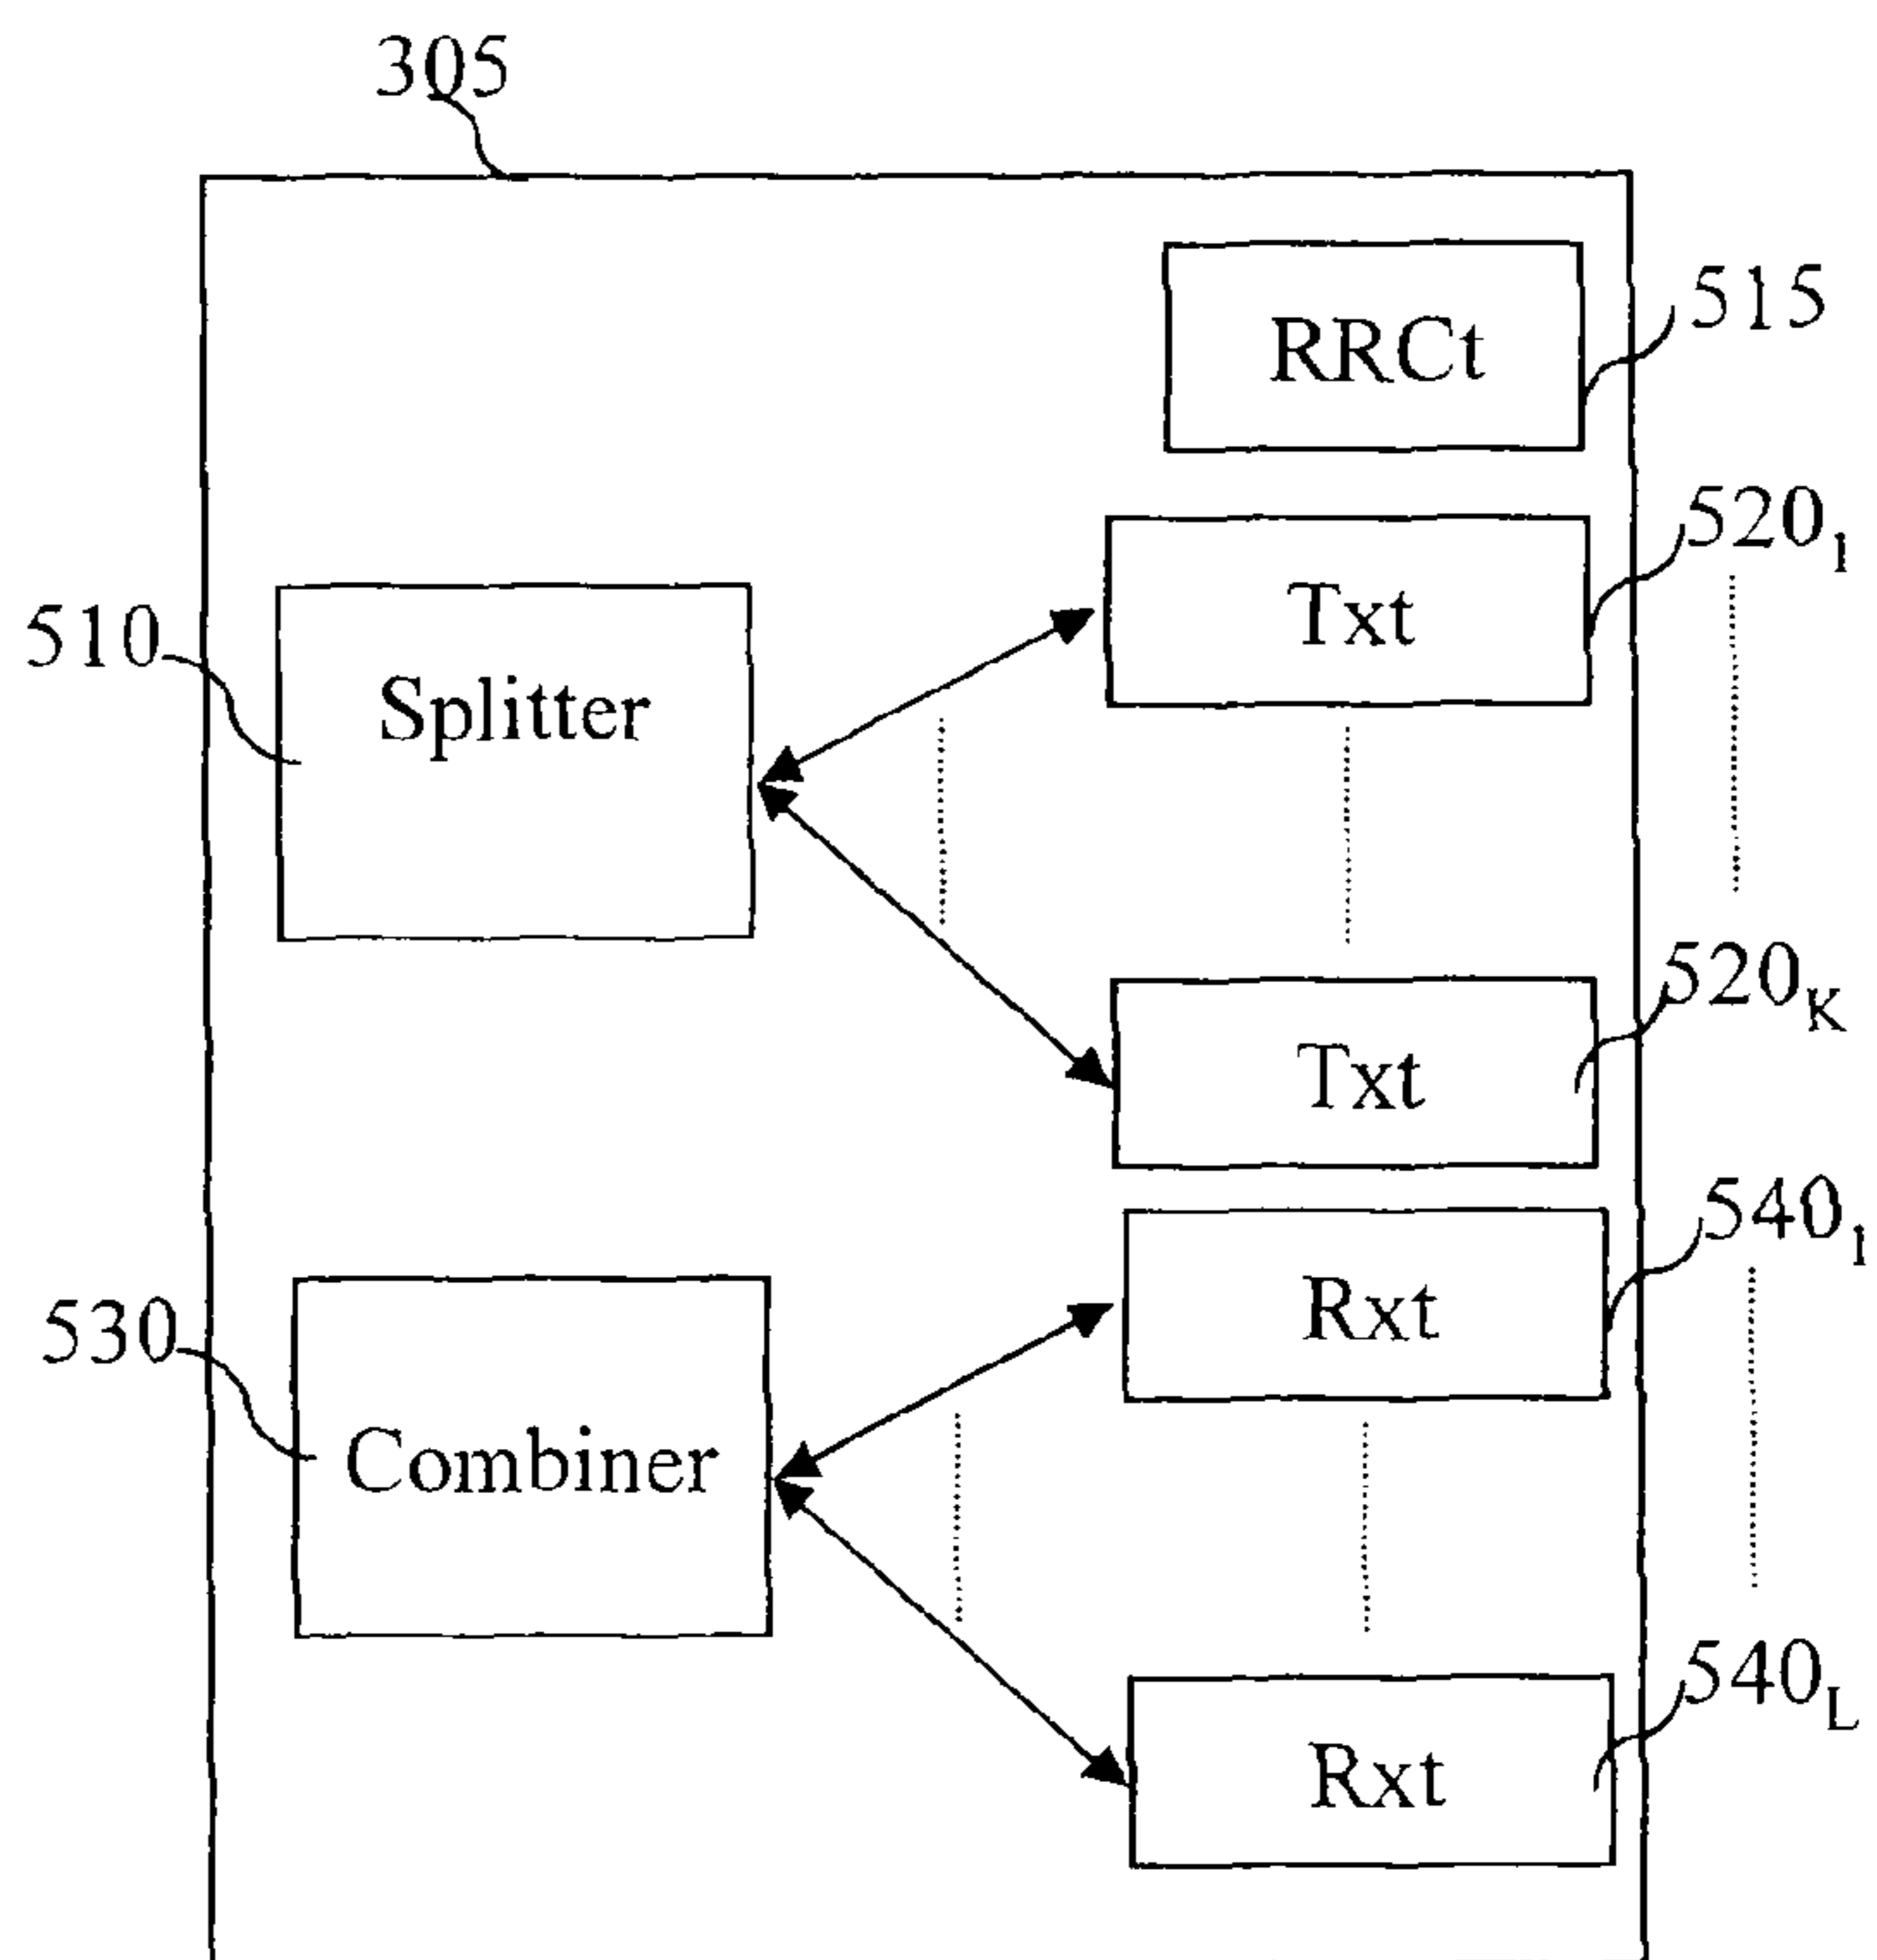 305
RRCt
515
Txt
520₁
510
Splitter
Txt
520K
Rxt
540₁
530
Combiner
Rxt
540L